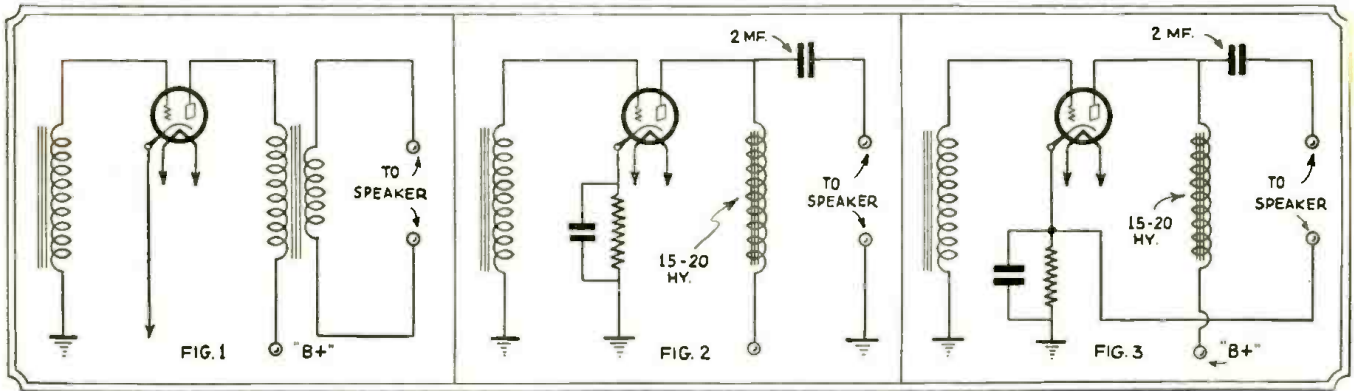 TO
SPEAKER
FIG. 1
"B+"
2 MF.
TO
SPEAKER
15-20
HY.
FIG. 2
2 MF.
TO
SPEAKER
15-20
HY.
FIG. 3
"B+"